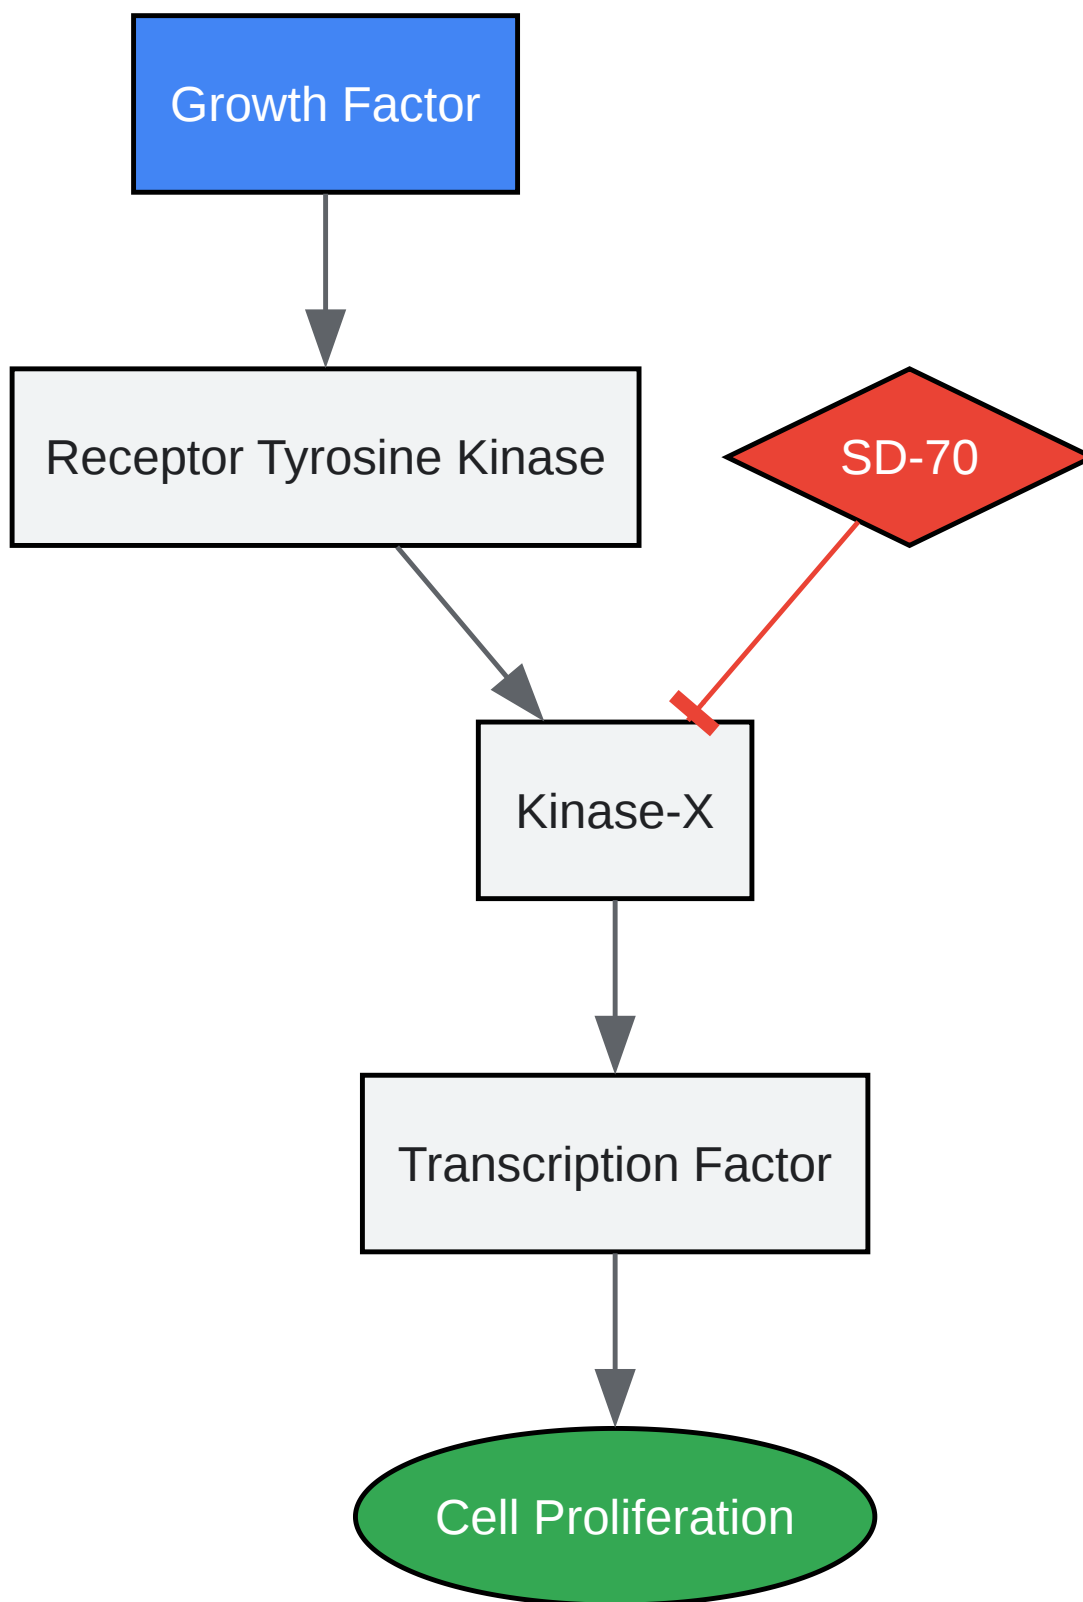 Growth Factor
Receptor Tyrosine Kinase
SD-70
Kinase-X
Transcription Factor
Cell Proliferation